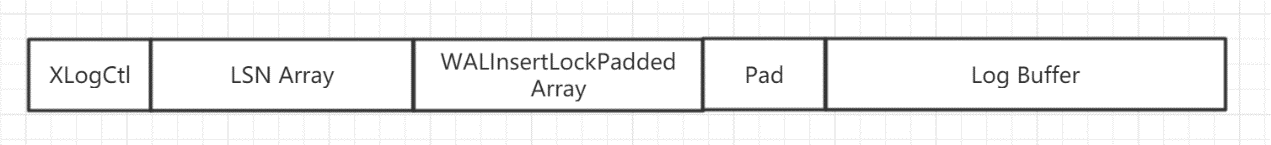 XLogCtl
LSN Array
WALInsertLockPadded
Array
Pad
Log Buffer